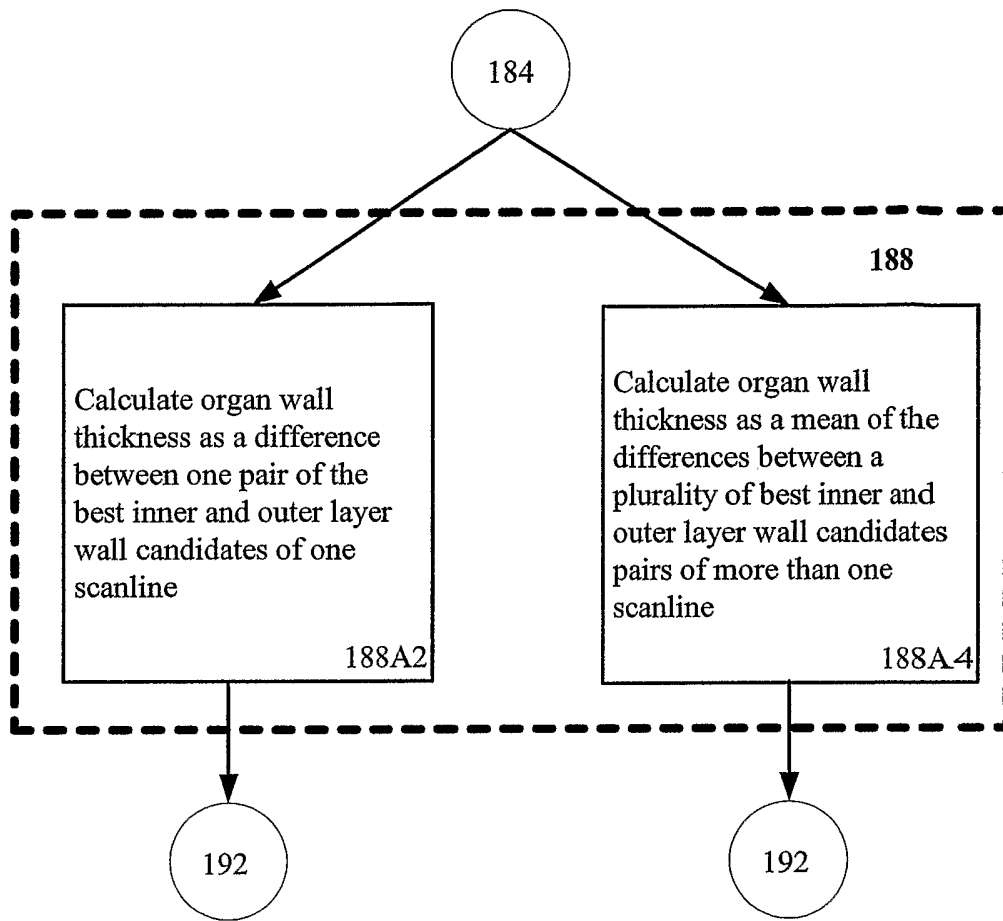 184
188
Calculate organ wall
thickness as a difference
between one pair of the
best inner and outer layer
wall candidates of one
scanline
188A2
Calculate organ wall
thickness as a mean of the
differences between a
plurality of best inner and
outer layer wall candidates
pairs of more than one
scanline
188A4
192
192